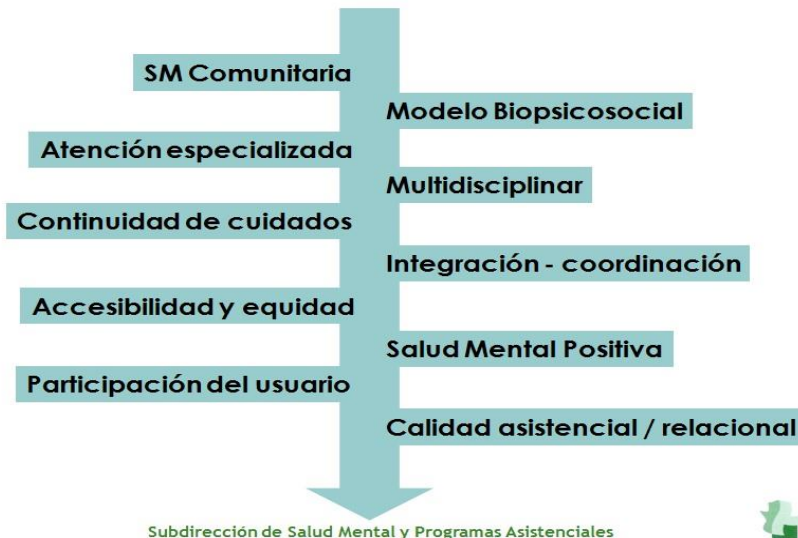 SM Comunitaria
Modelo Biopsicosocial
Atención especializada
Multidisciplinar
Continuidad de cuidados
Integración - coordinación
Accesibilidad y equidad
Salud Mental Positiva
Participación del usuario
Calidad asistencial / relacional
Subdirección de Salud Mental y Programas Asistenciales